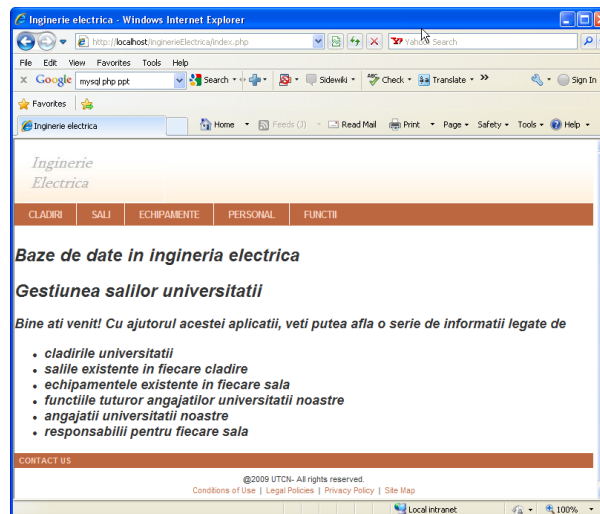 Inginerie electrica - Windows Internet Explorer
http://localhost/inginerieElectrica/index.php
Yahoo Search
File Edit View Favorites Tools Help
x Google mysql php ppt Search Sidewiki Check Translate >> Sign In
Favorites
Inginerie electrica Home Feeds (J) Read Mail Print Page Safety Tools Help
Inginerie
Electrica
CLADIRI SALI ECHIPAMENTE PERSONAL FUNCTII
Baze de date in ingineria electrica
Gestiunea salilor universitatii
Bine ati venit! Cu ajutorul acestei aplicatii, veti putea afla o serie de informatii legate de
• cladirile universitatii
• salile existente in fiecare cladire
• echipamentele existente in fiecare sala
• functiile tuturor angajatilor universitatii noastre
• angajatii universitatii noastre
• responsabilii pentru fiecare sala
CONTACT US
@2009 UTCN- All rights reserved.
Conditions of Use | Legal Policies | Privacy Policy | Site Map
Local intranet 100%